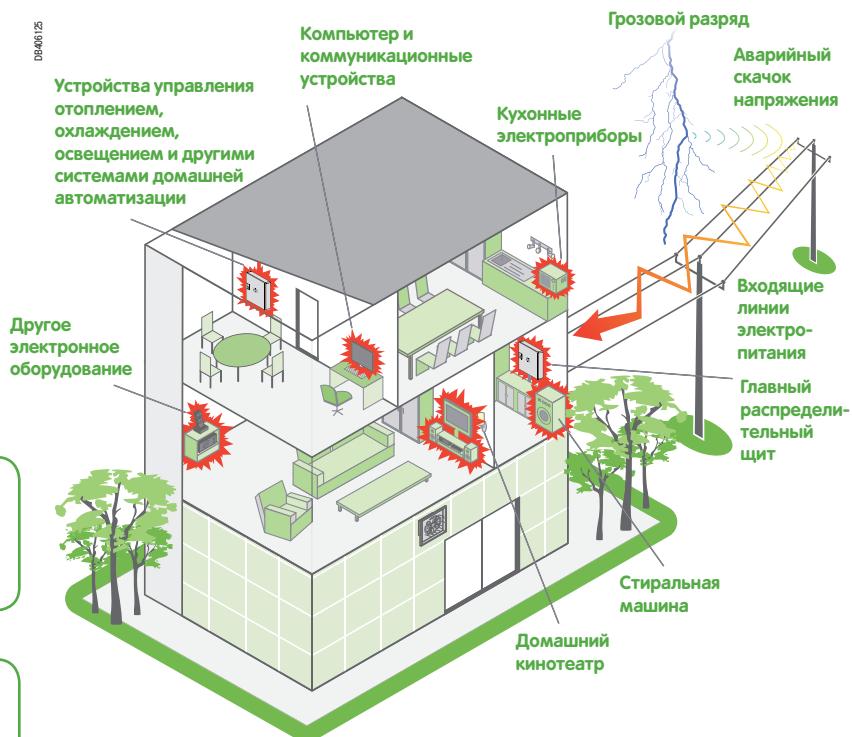 DB406125
Грозовой разряд
Компьютер и
коммуникационные
устройства
Аварийный
скачок
напряжения
Устройства управления
отоплением,
охлаждением,
освещением и другими
системами домашней
автоматизации
Кухонные
электроприборы
Входящие
линии
электро-
питания
Другое
электронное
оборудование
Главный
распредели-
тельный
щит
Стиральная
машина
Домашний
кинотеатр